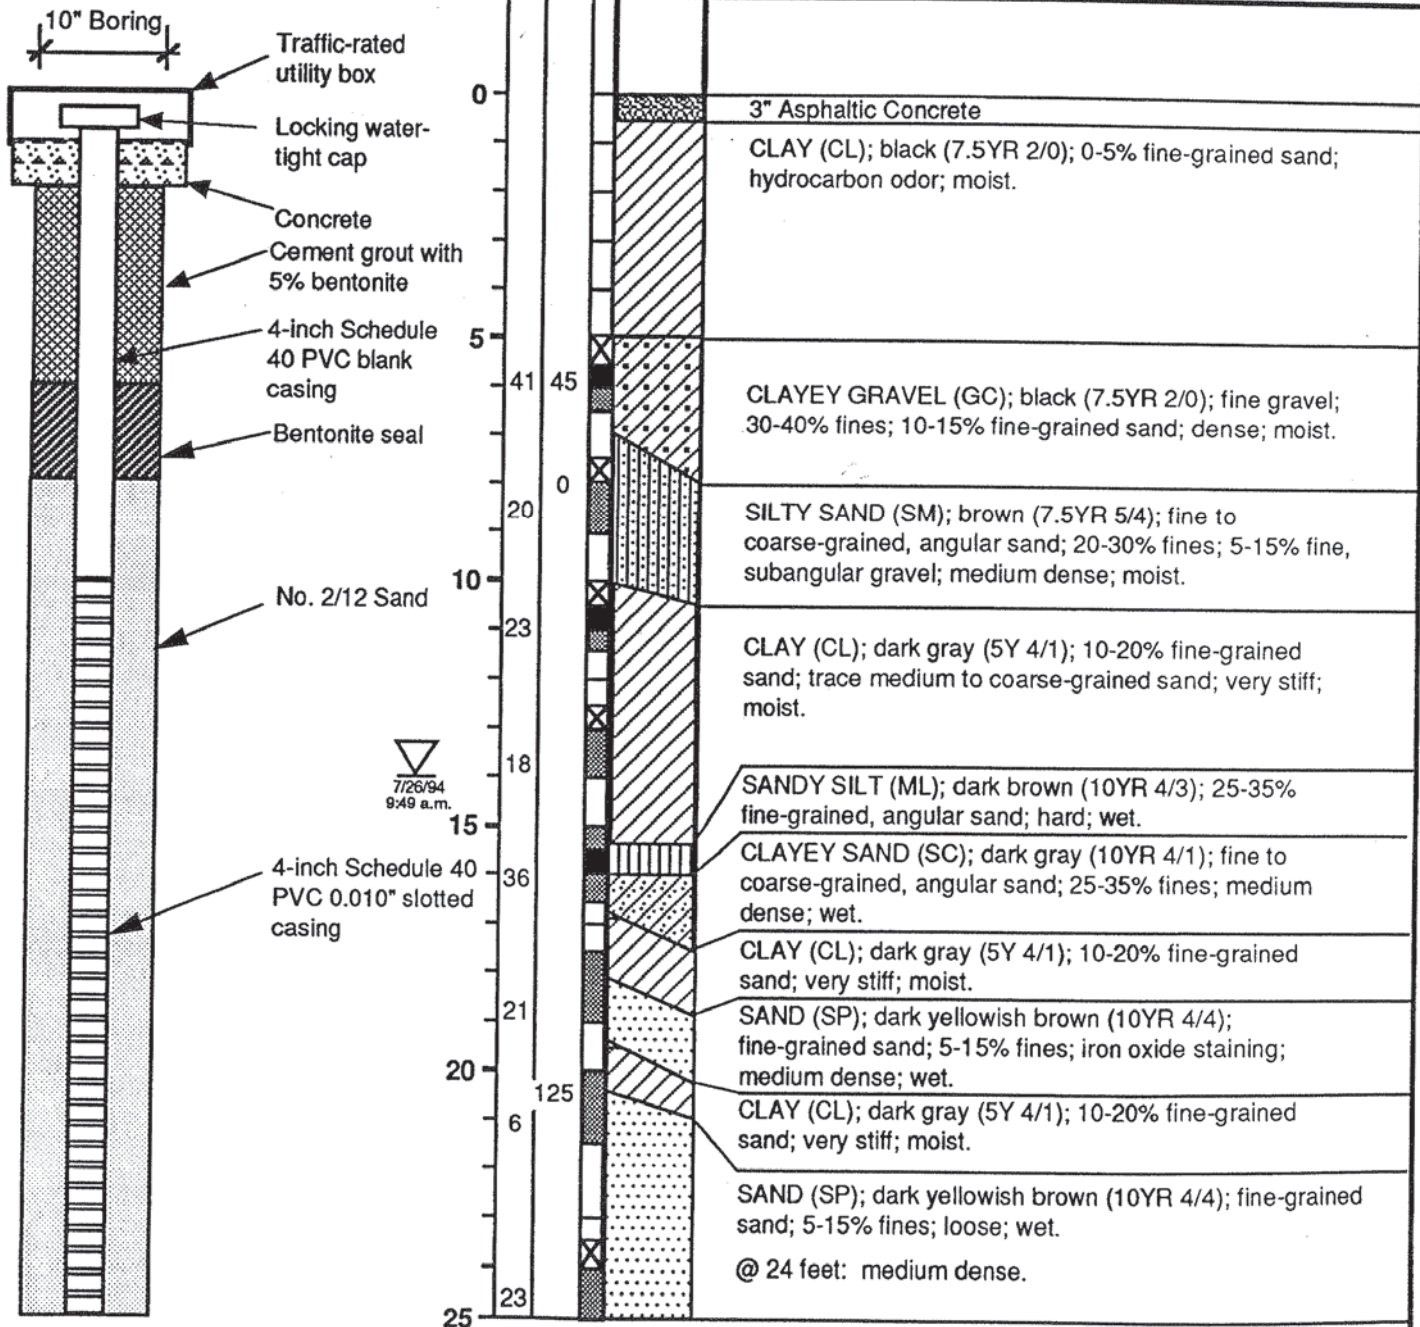 10" Boring
Traffic-rated
utility box
Locking water-
tight cap
Concrete
Cement grout with
5% bentonite
4-inch Schedule
40 PVC blank
casing
Bentonite seal
No. 2/12 Sand
4-inch Schedule 40
PVC 0.010" slotted
casing
7/26/94
9:49 a.m.
0
5
10
15
20
25
41
20
23
18
36
21
6
23
45
0
125
3" Asphaltic Concrete
CLAY (CL); black (7.5YR 2/0); 0-5% fine-grained sand;
hydrocarbon odor; moist.
CLAYEY GRAVEL (GC); black (7.5YR 2/0); fine gravel;
30-40% fines; 10-15% fine-grained sand; dense; moist.
SILTY SAND (SM); brown (7.5YR 5/4); fine to
coarse-grained, angular sand; 20-30% fines; 5-15% fine,
subangular gravel; medium dense; moist.
CLAY (CL); dark gray (5Y 4/1); 10-20% fine-grained
sand; trace medium to coarse-grained sand; very stiff;
moist.
SANDY SILT (ML); dark brown (10YR 4/3); 25-35%
fine-grained, angular sand; hard; wet.
CLAYEY SAND (SC); dark gray (10YR 4/1); fine to
coarse-grained, angular sand; 25-35% fines; medium
dense; wet.
CLAY (CL); dark gray (5Y 4/1); 10-20% fine-grained
sand; very stiff; moist.
SAND (SP); dark yellowish brown (10YR 4/4);
fine-grained sand; 5-15% fines; iron oxide staining;
medium dense; wet.
CLAY (CL); dark gray (5Y 4/1); 10-20% fine-grained
sand; very stiff; moist.
SAND (SP); dark yellowish brown (10YR 4/4); fine-grained
sand; 5-15% fines; loose; wet.
@ 24 feet: medium dense.